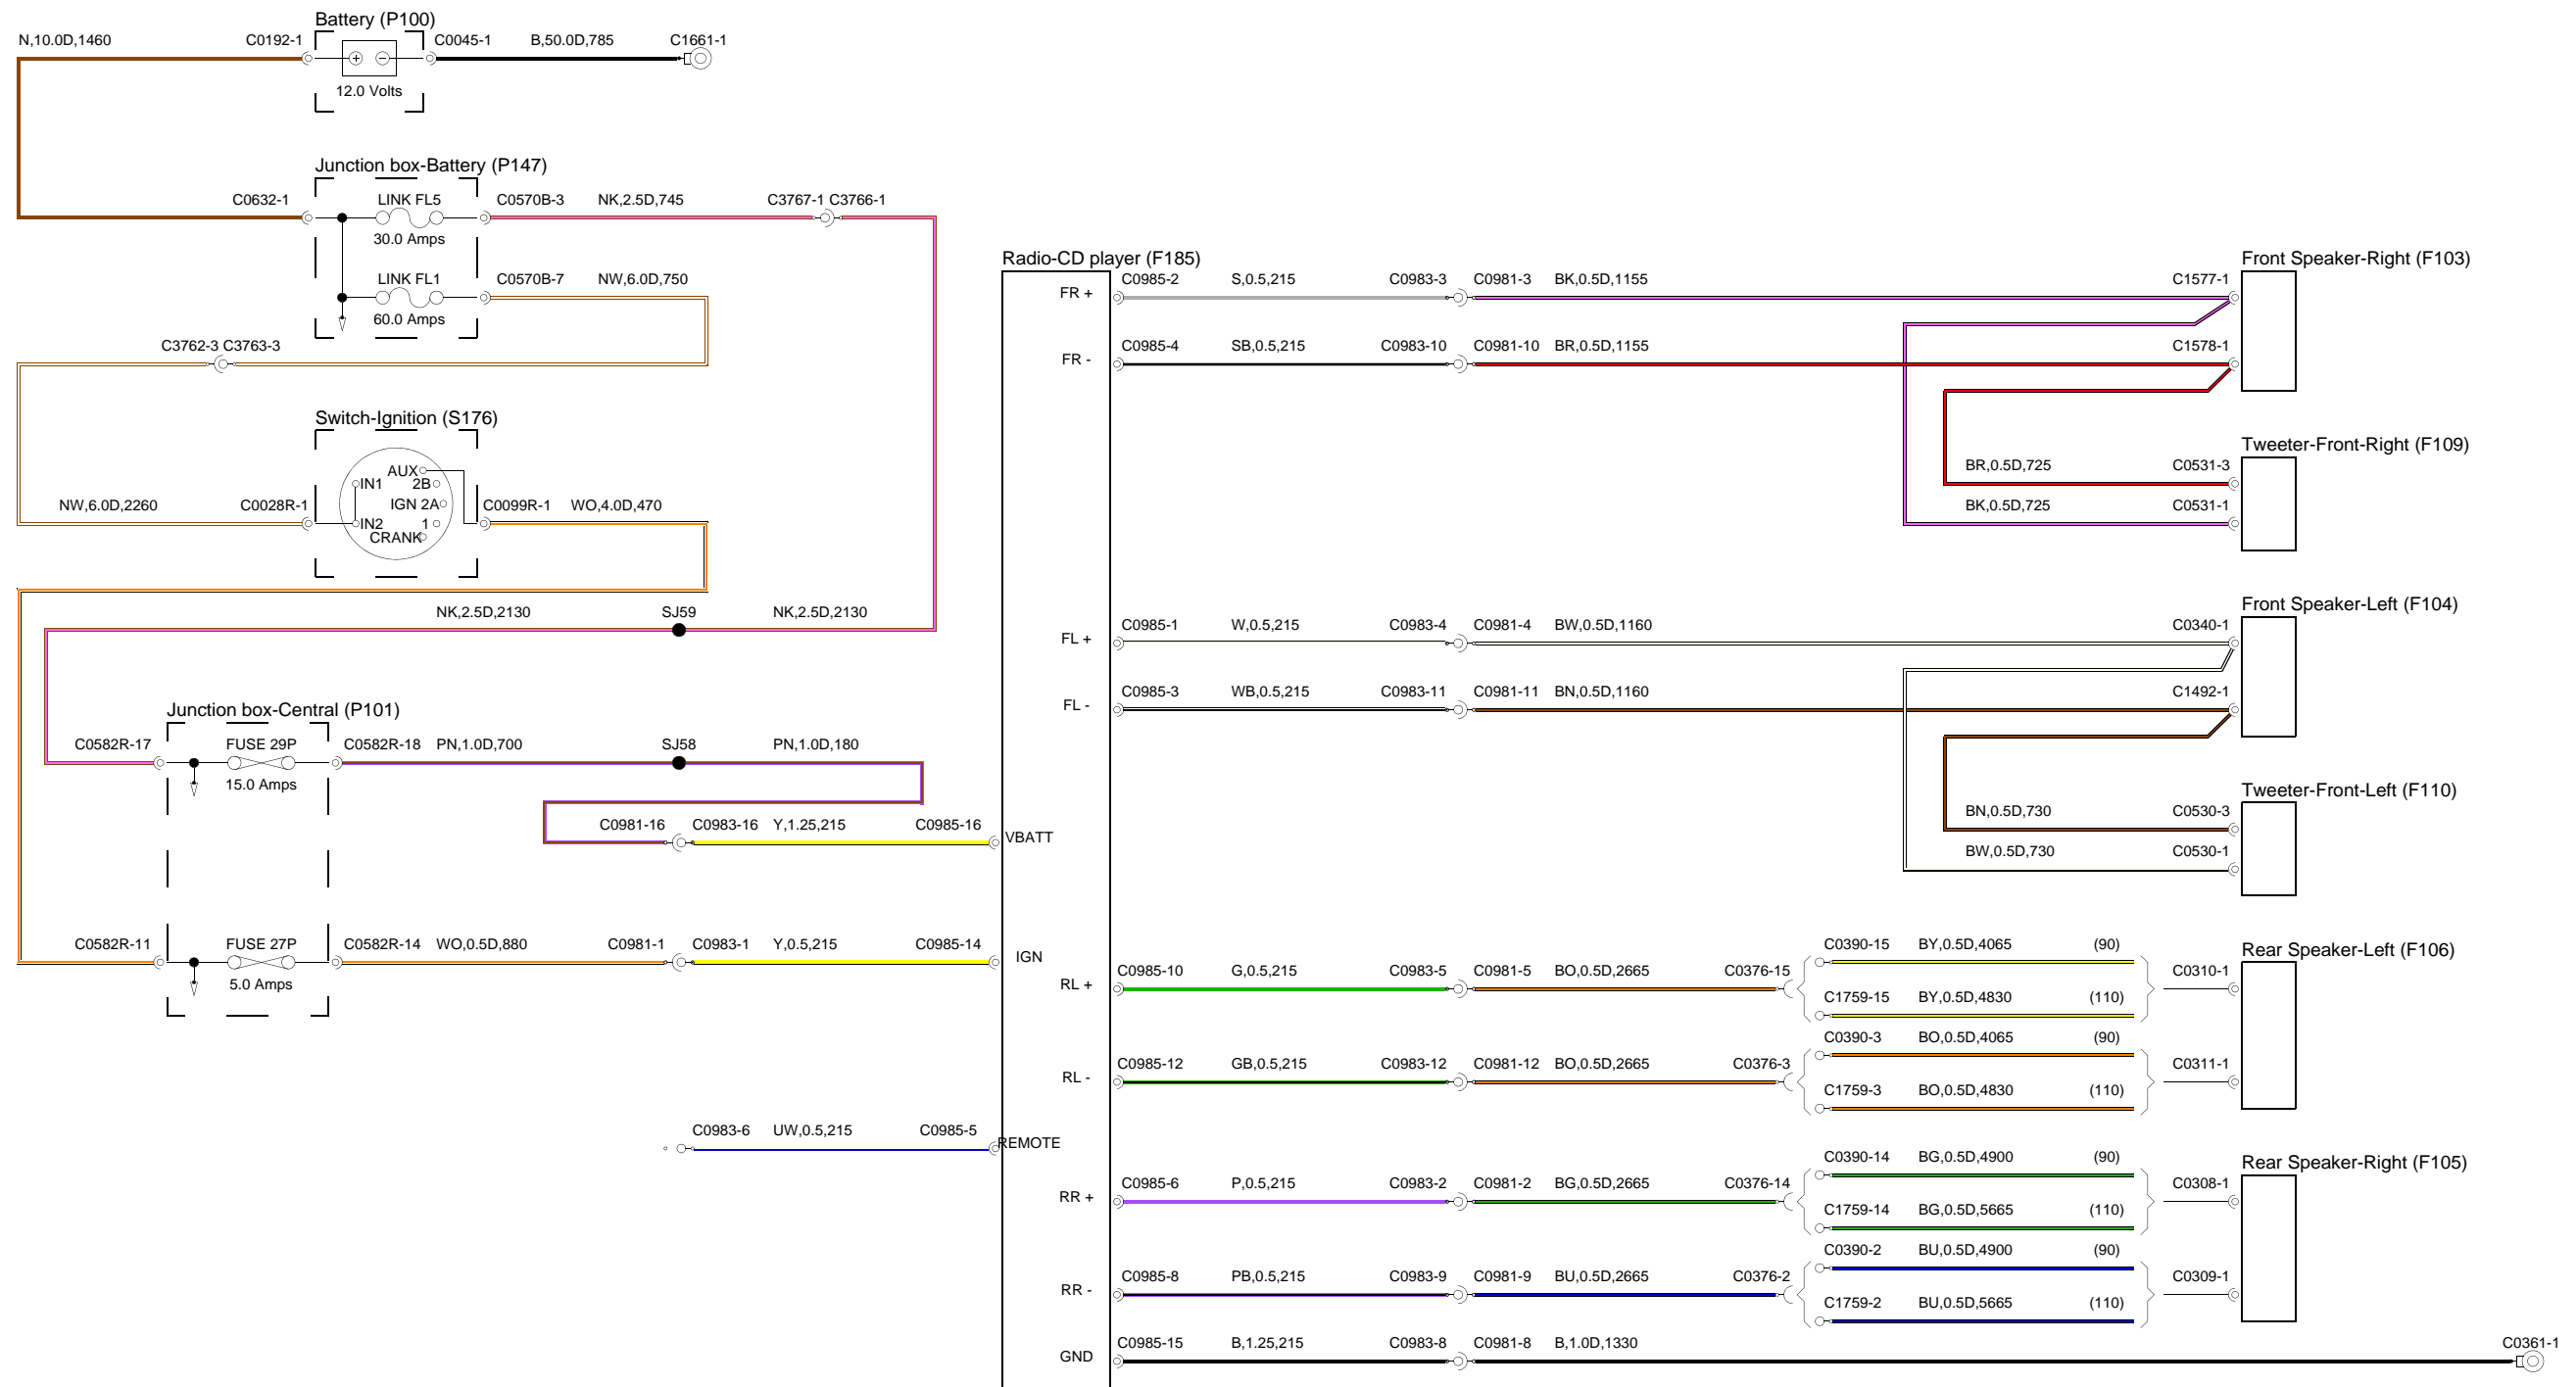 Battery (P100)
N,10.0D,1460 C0192-1 C0045-1 B,50.0D,785 C1661-1
12.0 Volts
Junction box-Battery (P147)
C0632-1 LINK FL5 C0570B-3 NK,2.5D,745 C3767-1 C3766-1
30.0 Amps
LINK FL1 C0570B-7 NW,6.0D,750
60.0 Amps
C3762-3 C3763-3
Switch-Ignition (S176)
AUX
IN1 2B
IGN 2A
NW,6.0D,2260 C0028R-1 C0099R-1 WO,4.0D,470
IN2 1
CRANK
NK,2.5D,2130 SJ59 NK,2.5D,2130
Junction box-Central (P101)
C0582R-17 FUSE 29P C0582R-18 PN,1.0D,700 SJ58 PN,1.0D,180
15.0 Amps
C0981-16 C0983-16 Y,1.25,215 C0985-16
VBATT
C0582R-11 FUSE 27P C0582R-14 WO,0.5D,880 C0981-1 C0983-1 Y,0.5,215 C0985-14
IGN
5.0 Amps
C0983-6 UW,0.5,215 C0985-5
REMOTE
Radio-CD player (F185)
Front Speaker-Right (F103)
C0985-2 S,0.5,215 C0983-3 C0981-3 BK,0.5D,1155 C1577-1
FR +
C0985-4 SB,0.5,215 C0983-10 C0981-10 BR,0.5D,1155 C1578-1
FR -
Tweeter-Front-Right (F109)
BR,0.5D,725 C0531-3
BK,0.5D,725 C0531-1
Front Speaker-Left (F104)
C0985-1 W,0.5,215 C0983-4 C0981-4 BW,0.5D,1160 C0340-1
FL +
C0985-3 WB,0.5,215 C0983-11 C0981-11 BN,0.5D,1160 C1492-1
FL -
Tweeter-Front-Left (F110)
BN,0.5D,730 C0530-3
BW,0.5D,730 C0530-1
C0390-15 BY,0.5D,4065 (90)
Rear Speaker-Left (F106)
C0985-10 G,0.5,215 C0983-5 C0981-5 BO,0.5D,2665 C0376-15 C0310-1
RL +
C1759-15 BY,0.5D,4830 (110)
C0390-3 BO,0.5D,4065 (90)
C0985-12 GB,0.5,215 C0983-12 C0981-12 BO,0.5D,2665 C0376-3 C0311-1
RL -
C1759-3 BO,0.5D,4830 (110)
C0390-14 BG,0.5D,4900 (90)
Rear Speaker-Right (F105)
C0985-6 P,0.5,215 C0983-2 C0981-2 BG,0.5D,2665 C0376-14 C0308-1
RR +
C1759-14 BG,0.5D,5665 (110)
C0390-2 BU,0.5D,4900 (90)
C0985-8 PB,0.5,215 C0983-9 C0981-9 BU,0.5D,2665 C0376-2 C0309-1
RR -
C1759-2 BU,0.5D,5665 (110)
C0985-15 B,1.25,215 C0983-8 C0981-8 B,1.0D,1330 C0361-1
GND